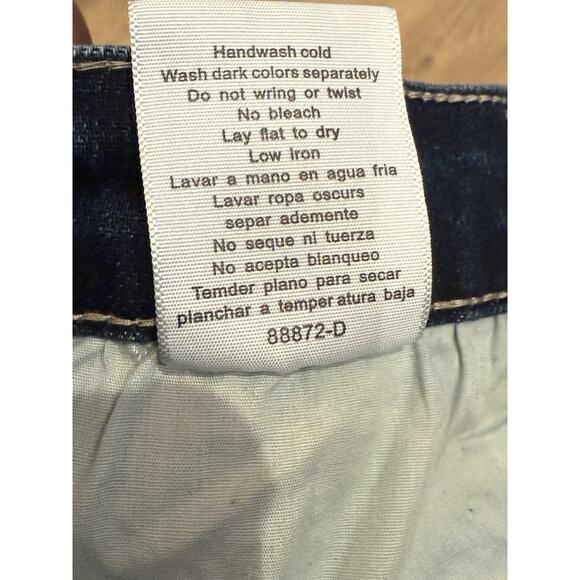 Handwash cold
Wash dark colors separately
Do not wring or twist
No bleach
Lay flat to dry
Low iron
Lavar a mano en agua fria
Lavar ropa oscurs
separ ademente
No seque ni tuerza
No acepta blanqueo
Temder plano para secar
planchar a temper atura baja
88872-D